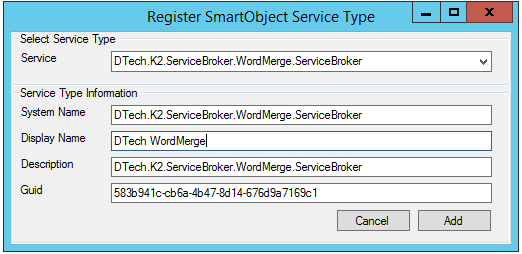 Register SmartObject Service Type
Select Service Type
Service DTech.K2.ServiceBroker.WordMerge.ServiceBroker
Service Type Information
System Name DTech.K2.ServiceBroker.WordMerge.ServiceBroker
Display Name DTech WordMerge
Description DTech.K2.ServiceBroker.WordMerge.ServiceBroker
Guid 583b941c-cb6a-4b47-8d14-676d9a7169c1
Cancel Add